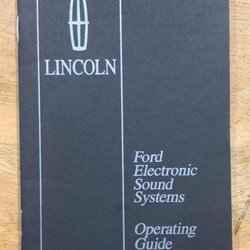 LINCOLN
Ford
Electronic
Sound
Systems
Operating
Guide